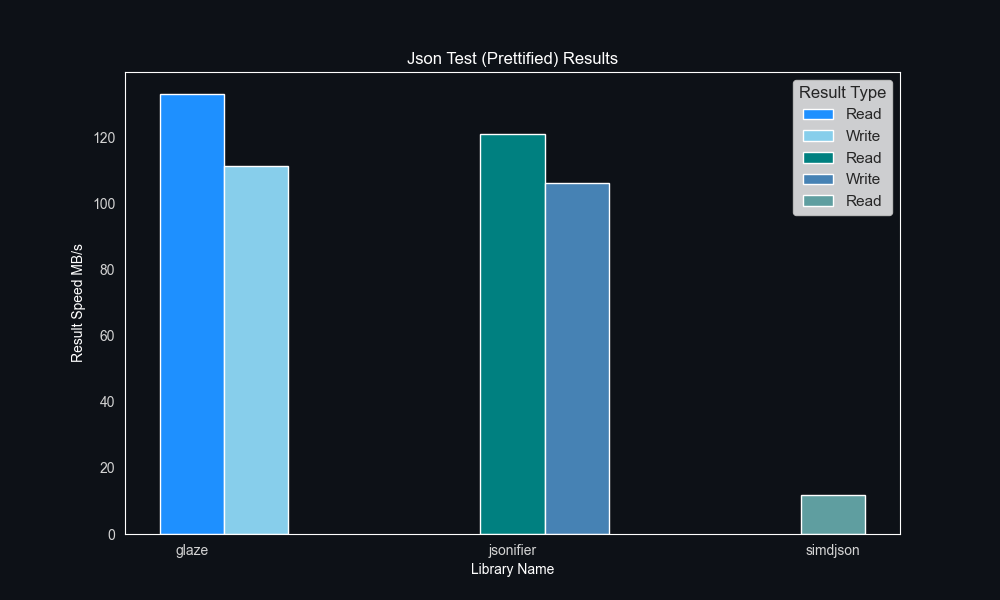 Json Test (Prettified) Results
Result Type
Read
Write
Read
Write
Read
Result Speed MB/s
120
100
80
60
40
20
0
glaze
jsonifier
simdjson
Library Name